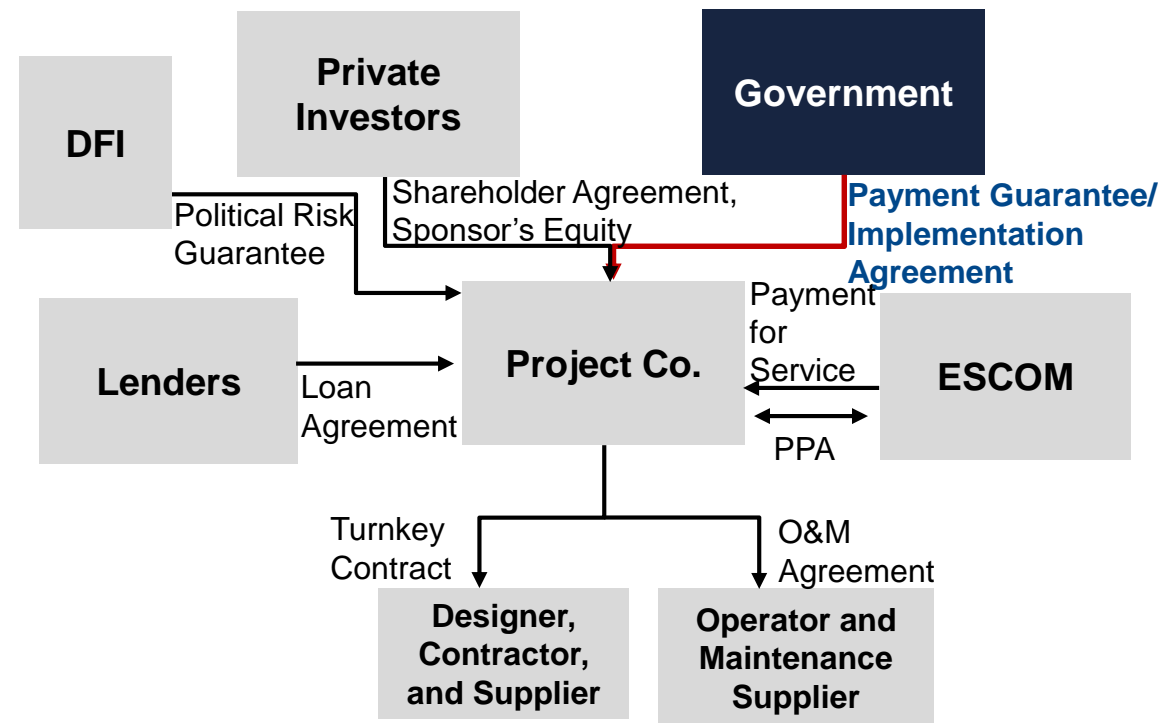 Private
Investors
Government
DFI
Shareholder Agreement,
Sponsor's Equity
Payment Guarantee/
Implementation
Agreement
Political Risk
Guarantee
Payment
for
Service
Project Co.
Lenders
ESCOM
Loan
Agreement
PPA
Turnkey
Contract
O&M
Agreement
Designer,
Contractor,
and Supplier
Operator and
Maintenance
Supplier